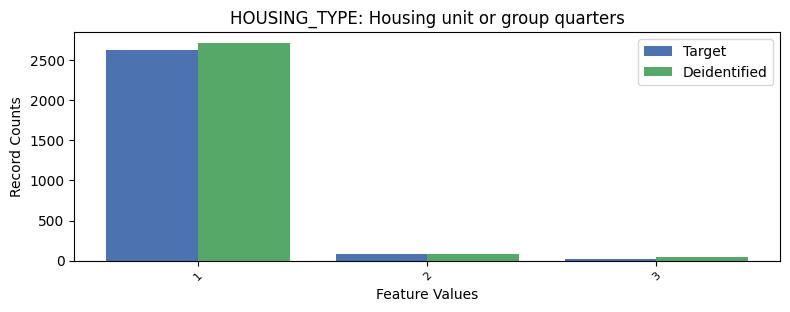 HOUSING_TYPE: Housing unit or group quarters
Target
Deidentified
Record Counts
2500
2000
1500
1000
500
0
1
2
3
Feature Values